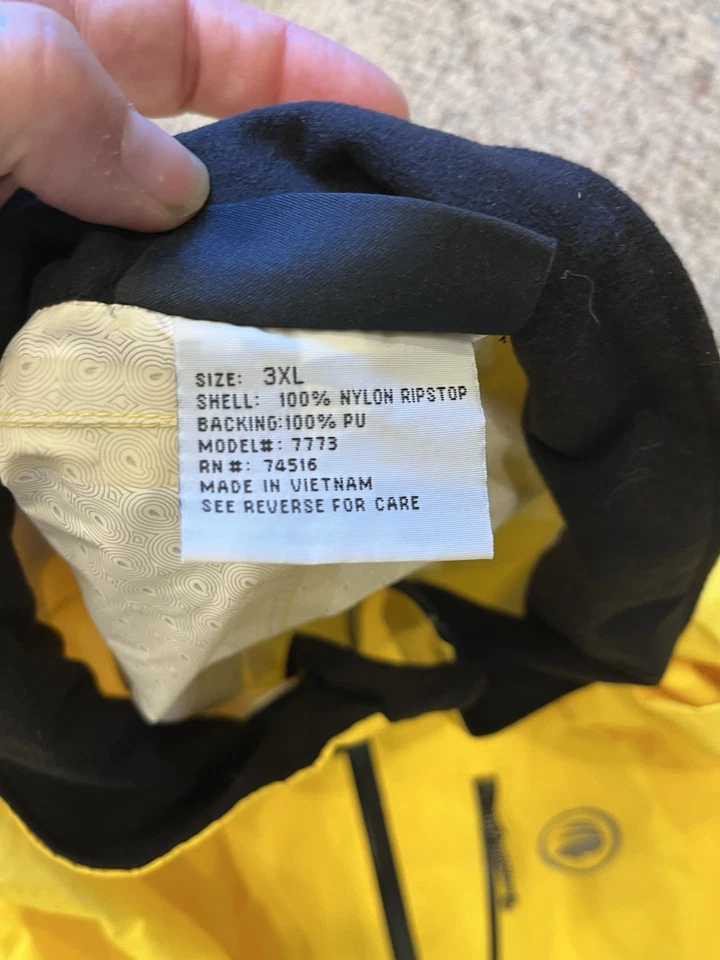 SIZE: 3XL
SHELL: 100% NYLON RIPSTOP
BACKING:100% PU
MODEL#: 7773
RN #: 74516
MADE IN VIETNAM
SEE REVERSE FOR CARE